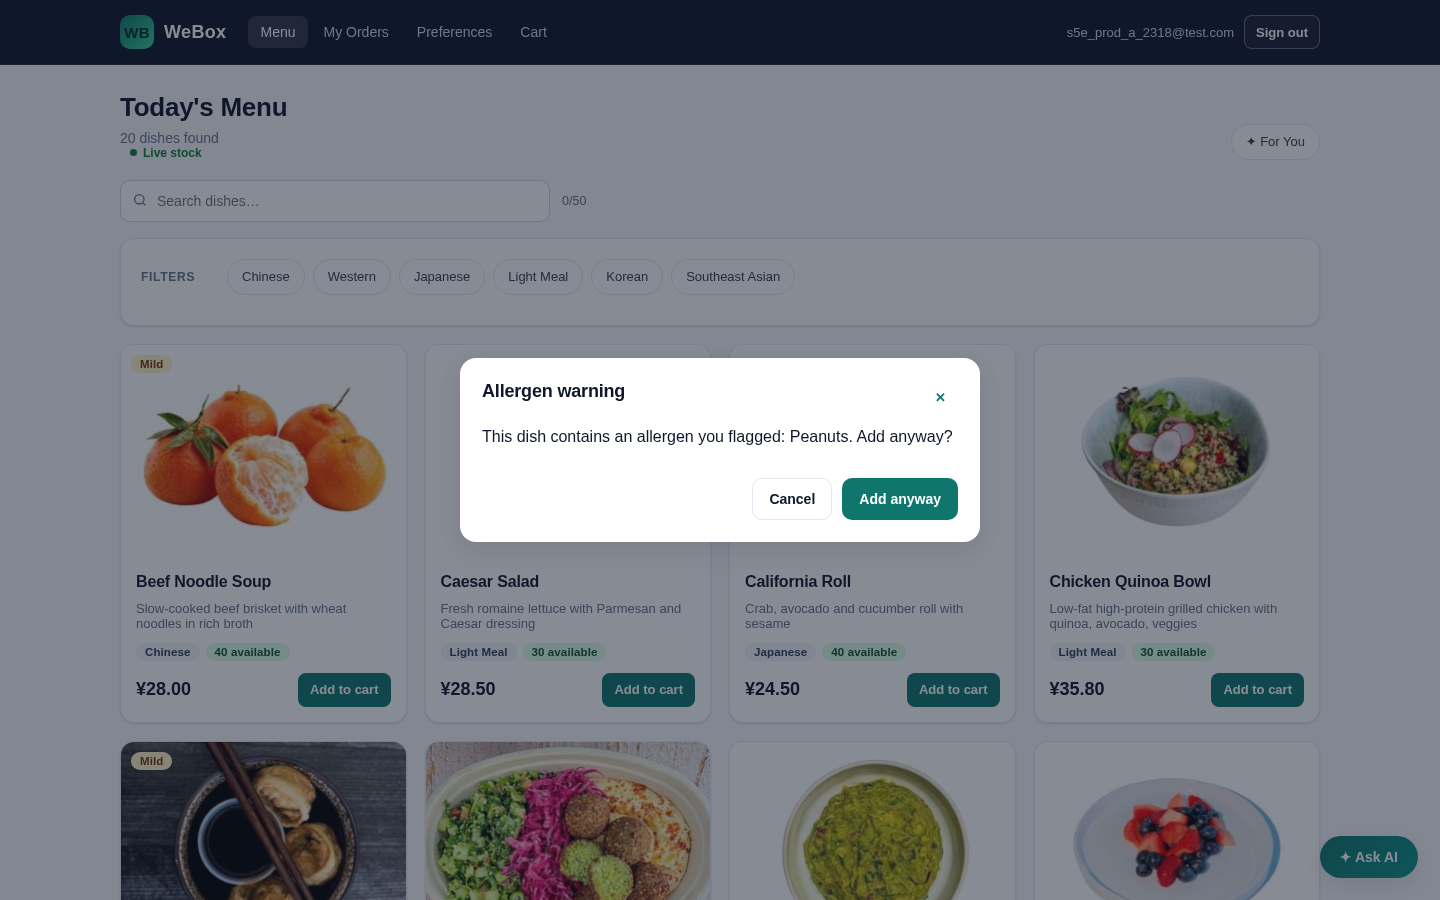 WB WeBox Menu My Orders Preferences Cart s5e_prod_a_2318@test.com Sign out
Today's Menu
20 dishes found
Live stock
✦ For You
Search dishes…
0/50
FILTERS Chinese Western Japanese Light Meal Korean Southeast Asian
Mild
Allergen warning
×
This dish contains an allergen you flagged: Peanuts. Add anyway?
Cancel
Add anyway
Beef Noodle Soup
Slow-cooked beef brisket with wheat
noodles in rich broth
Chinese
40 available
¥28.00
Add to cart
Caesar Salad
Fresh romaine lettuce with Parmesan and
Caesar dressing
Light Meal
30 available
¥28.50
Add to cart
California Roll
Crab, avocado and cucumber roll with
sesame
Japanese
40 available
¥24.50
Add to cart
Chicken Quinoa Bowl
Low-fat high-protein grilled chicken with
quinoa, avocado, veggies
Light Meal
30 available
¥35.80
Add to cart
Mild
✦ Ask AI